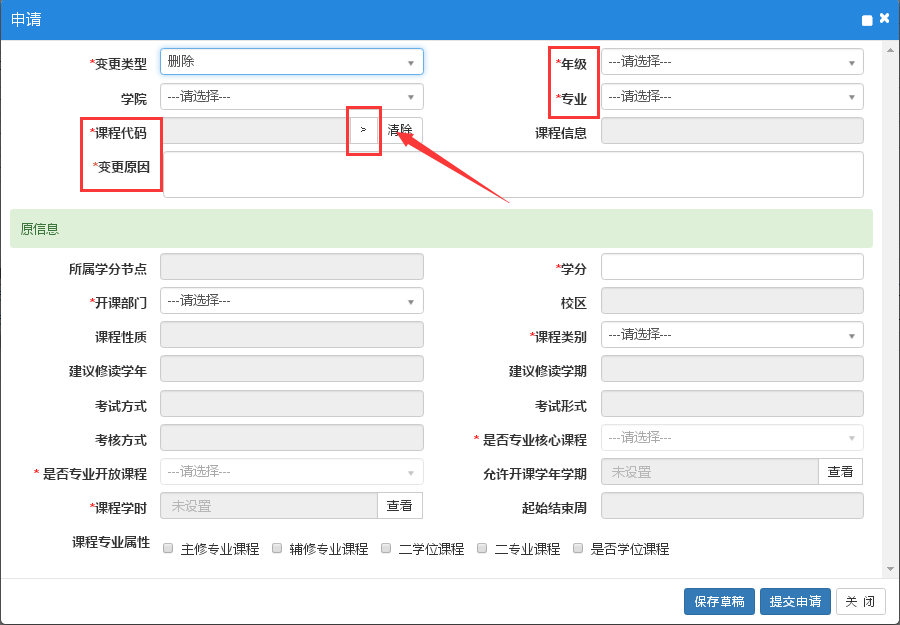 申请
*变更类型 删除 *年级 ---请选择---
学院 ---请选择--- *专业 ---请选择---
*课程代码 > 清除 课程信息
*变更原因
原信息
所属学分节点 *学分
*开课部门 ---请选择--- 校区
课程性质 *课程类别 ---请选择---
建议修读学年 建议修读学期
考试方式 考试形式
考核方式 * 是否专业核心课程 ---请选择---
* 是否专业开放课程 ---请选择--- 允许开课学年学期 未设置 查看
*课程学时 未设置 查看 起始结束周
课程专业属性 主修专业课程 辅修专业课程 二学位课程 二专业课程 是否学位课程
保存草稿 提交申请 关 闭